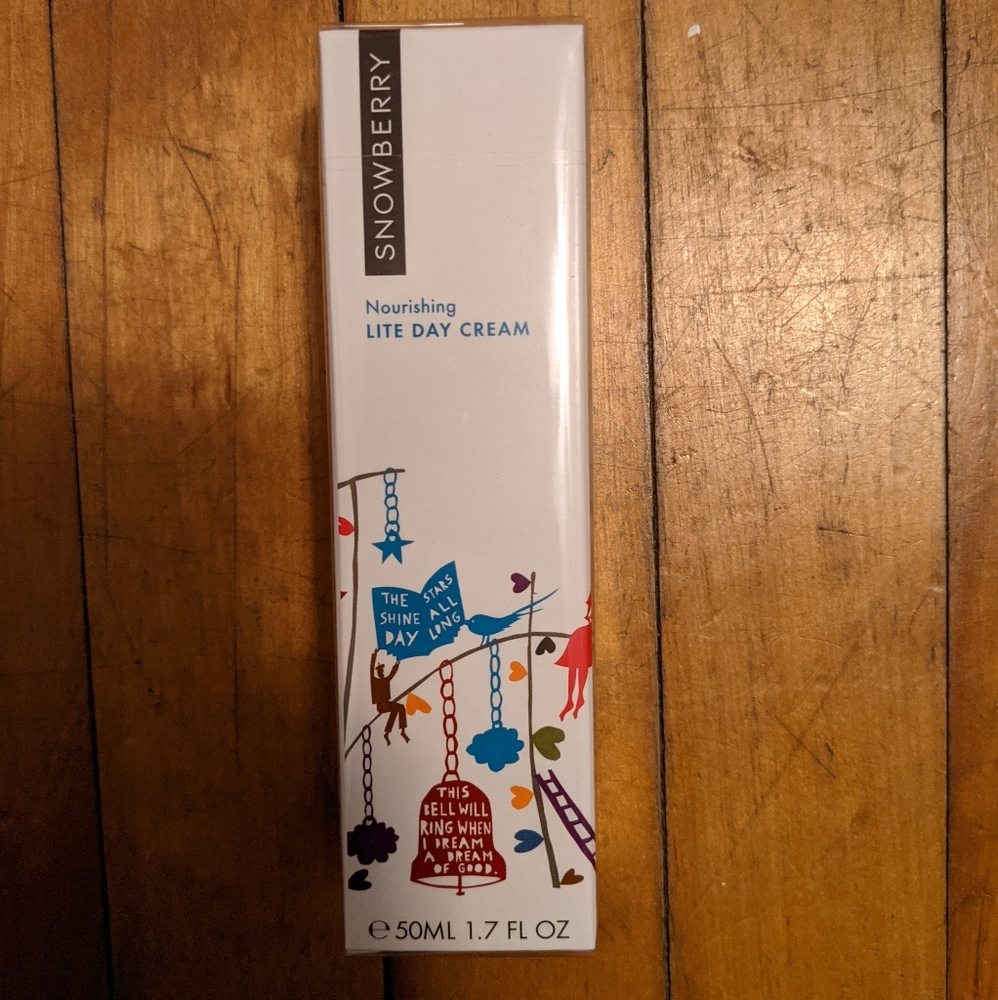 SNOWBERRY
Nourishing
LITE DAY CREAM
THE STARS
SHINE ALL
DAY LONG
THIS
BELL WILL
RING WHEN
I DREAM
A DREAM
OF GOOD.
℮ 50ML 1.7 FL OZ